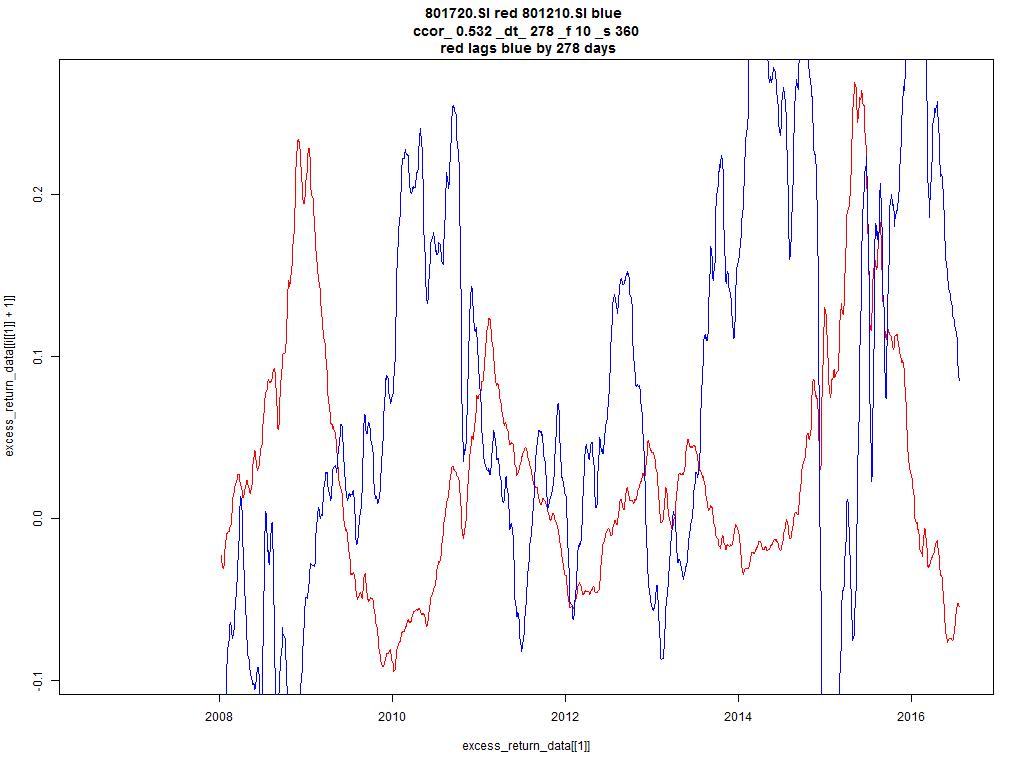 801720.SI red 801210.SI blue
ccor_ 0.532 _dt_ 278 _f 10 _s 360
red lags blue by 278 days
excess_return_data[[i[[1]] + 1]]
0.2
0.1
0.0
-0.1
2008 2010 2012 2014 2016
excess_return_data[[1]]